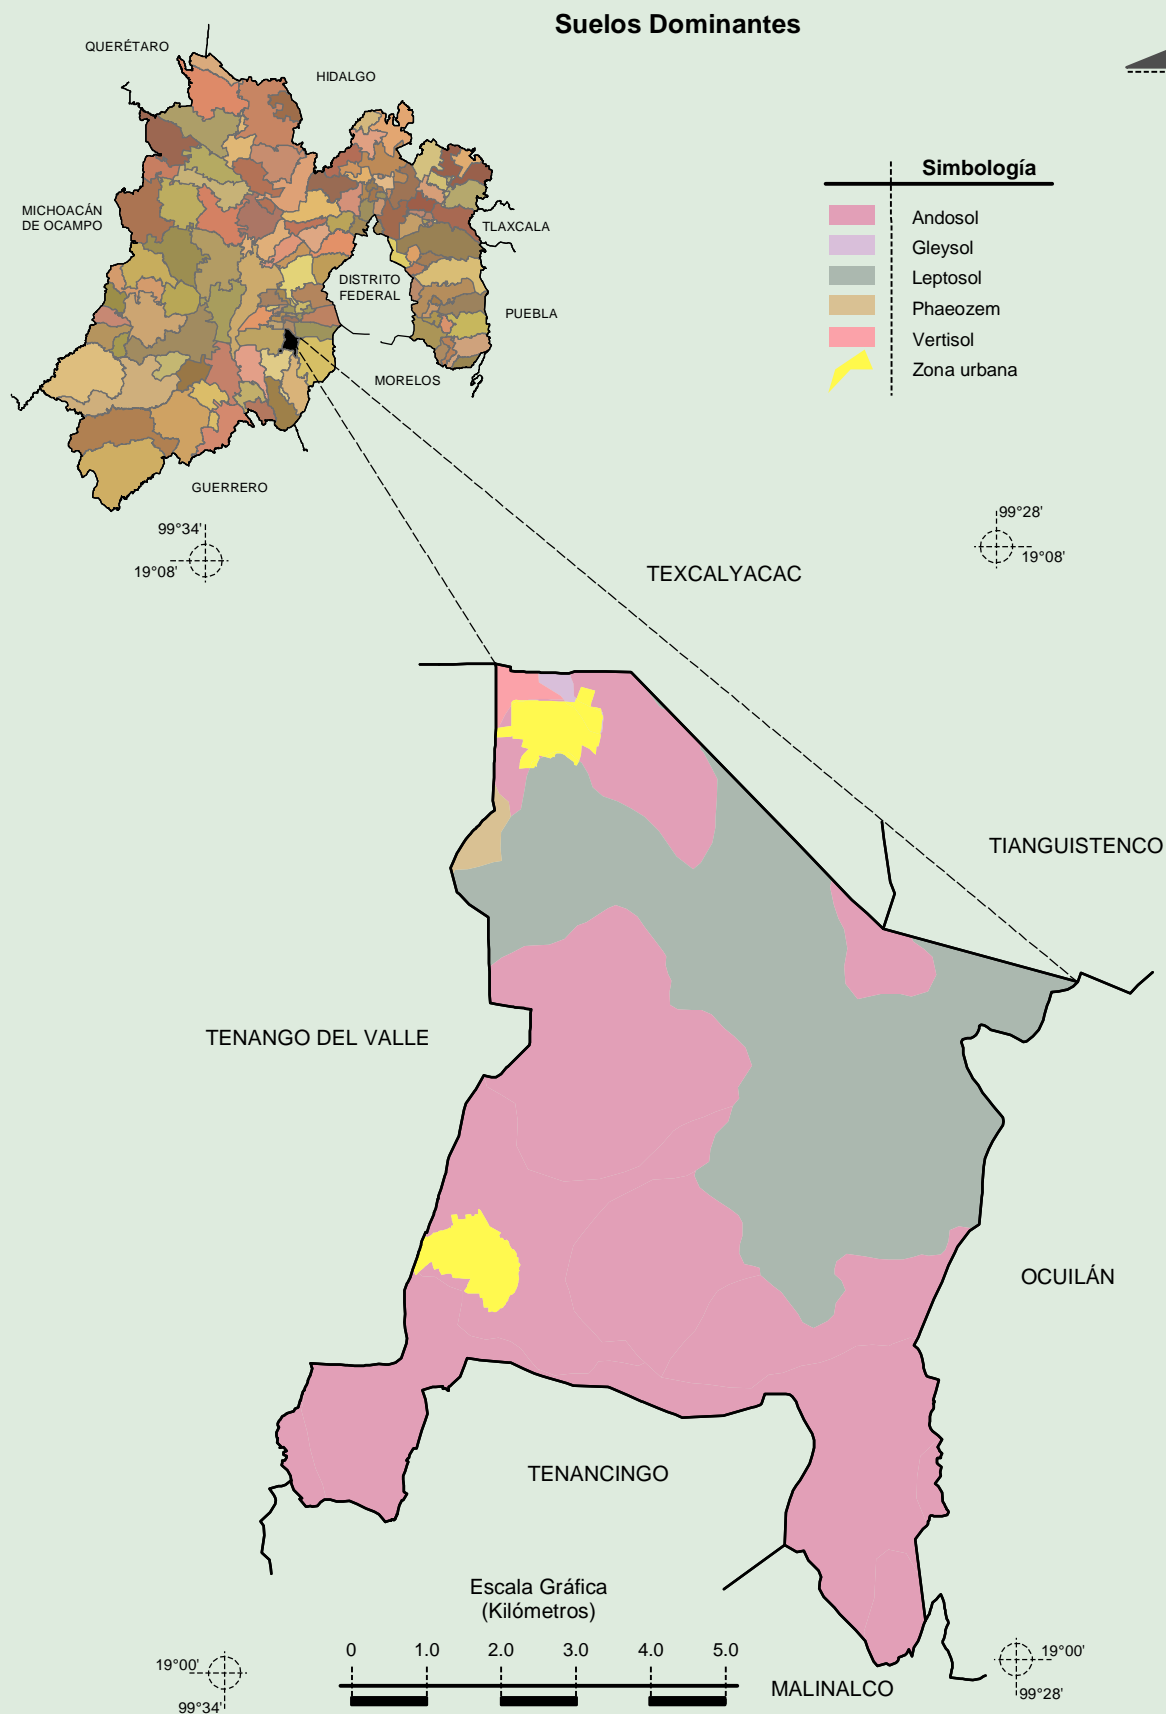 Suelos Dominantes
QUERÉTARO
HIDALGO
MICHOACÁN
DE OCAMPO
TLAXCALA
DISTRITO
FEDERAL
PUEBLA
MORELOS
GUERRERO
Simbología
Andosol
Gleysol
Leptosol
Phaeozem
Vertisol
Zona urbana
99°34'
19°08'
99°28'
19°08'
TEXCALYACAC
TIANGUISTENCO
TENANGO DEL VALLE
OCUILÁN
TENANCINGO
Escala Gráfica
(Kilómetros)
0 1.0 2.0 3.0 4.0 5.0
19°00'
99°34'
MALINALCO
19°00'
99°28'